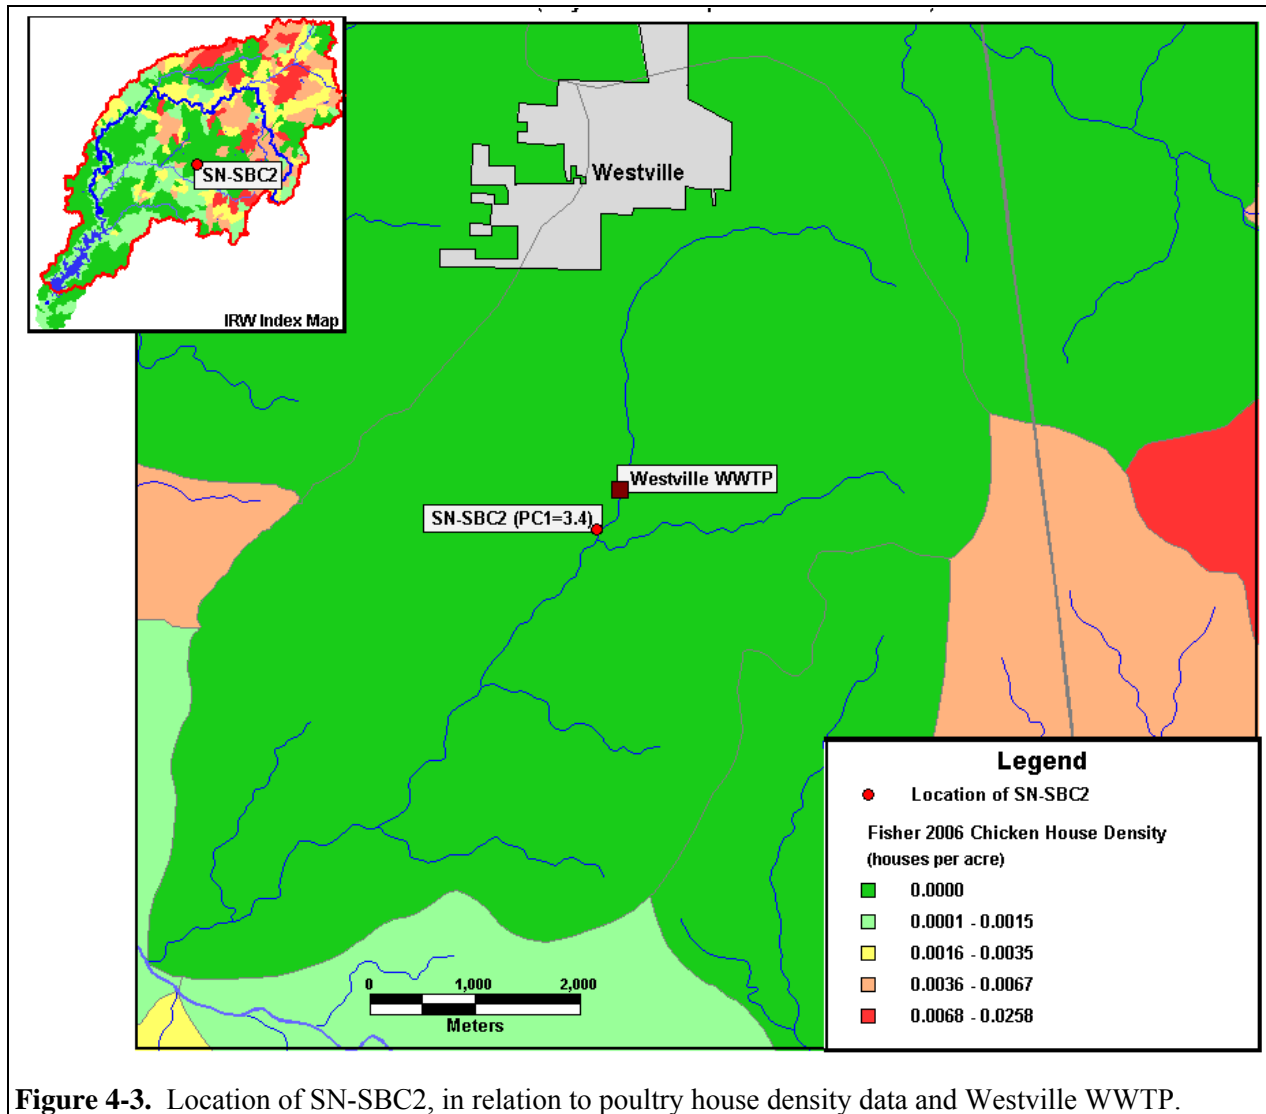 SN-SBC2
IRW Index Map
Westville
Westville WWTP
SN-SBC2 (PC1=3.4)
Legend
Location of SN-SBC2
Fisher 2006 Chicken House Density
(houses per acre)
0.0000
0.0001 - 0.0015
0.0016 - 0.0035
0.0036 - 0.0067
0.0068 - 0.0258
0 1,000 2,000
Meters
Figure 4-3. Location of SN-SBC2, in relation to poultry house density data and Westville WWTP.